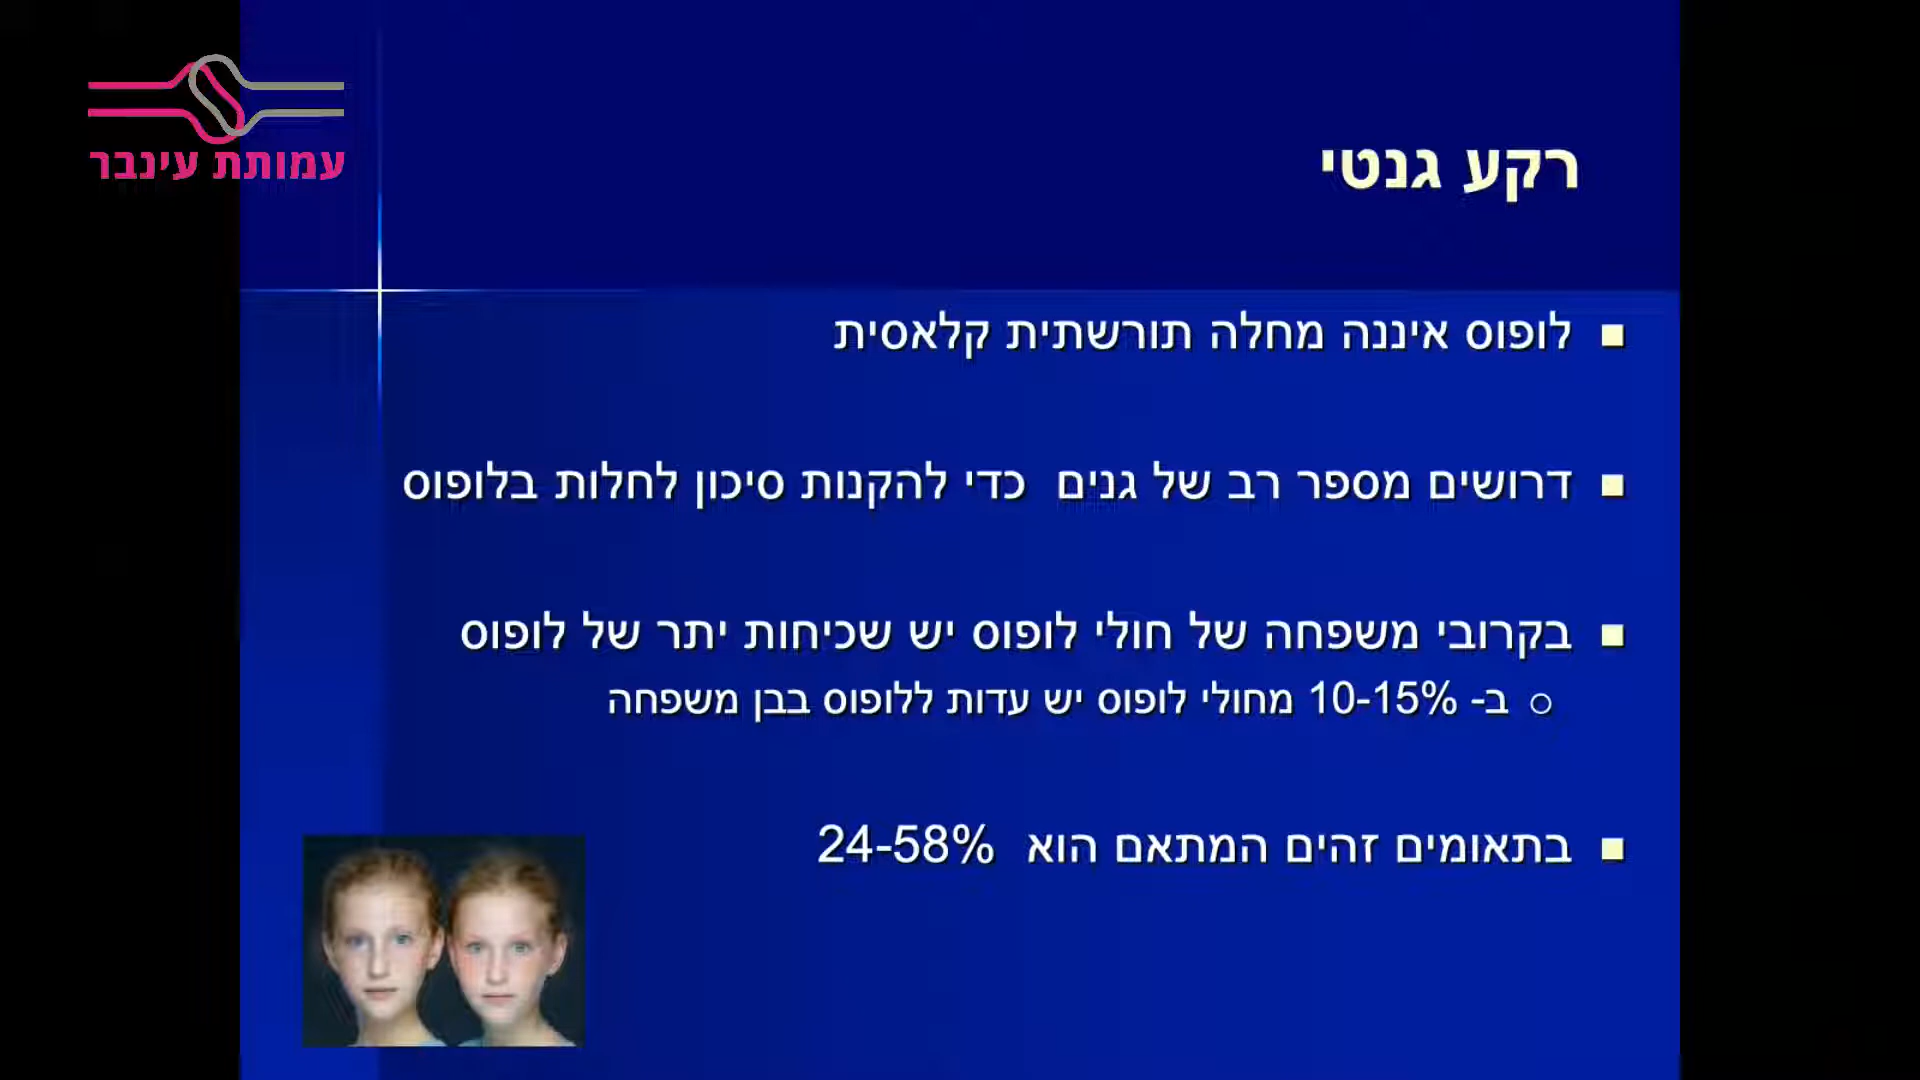 עמותת עינבר
רקע גנטי
לופוס איננה מחלה תורשתית קלאסית
דרושים מספר רב של גנים כדי להקנות סיכון לחלות בלופוס
בקרובי משפחה של חולי לופוס יש שכיחות יתר של לופוס
ב- 10-15% מחולי לופוס יש עדות ללופוס בבן משפחה
בתאומים זהים המתאם הוא 24-58%